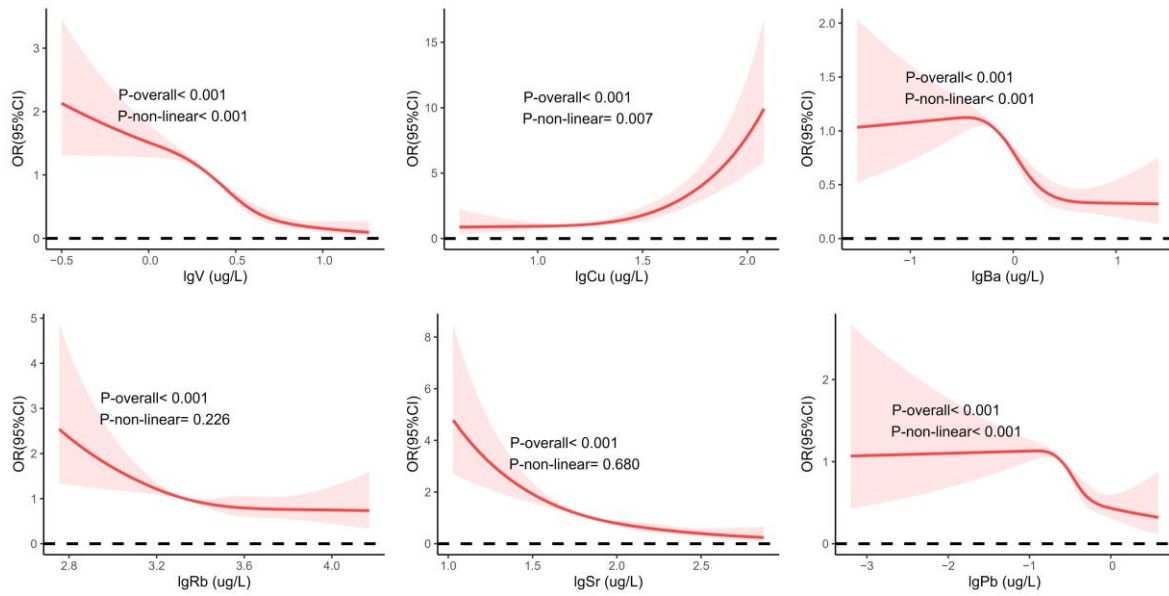 OR(95%CI)
3
2
1
0
P-overall< 0.001
P-non-linear< 0.001
−0.5
0.0
0.5
1.0
lgV (ug/L)
OR(95%CI)
15
10
5
0
P-overall< 0.001
P-non-linear= 0.007
1.0
1.5
2.0
lgCu (ug/L)
OR(95%CI)
2.0
1.5
1.0
0.5
0.0
P-overall< 0.001
P-non-linear< 0.001
−1
0
1
lgBa (ug/L)
OR(95%CI)
5
4
3
2
1
0
P-overall< 0.001
P-non-linear= 0.226
2.8
3.2
3.6
4.0
lgRb (ug/L)
OR(95%CI)
8
6
4
2
0
P-overall< 0.001
P-non-linear= 0.680
1.0
1.5
2.0
2.5
lgSr (ug/L)
OR(95%CI)
2
1
0
P-overall< 0.001
P-non-linear< 0.001
−3
−2
−1
0
lgPb (ug/L)